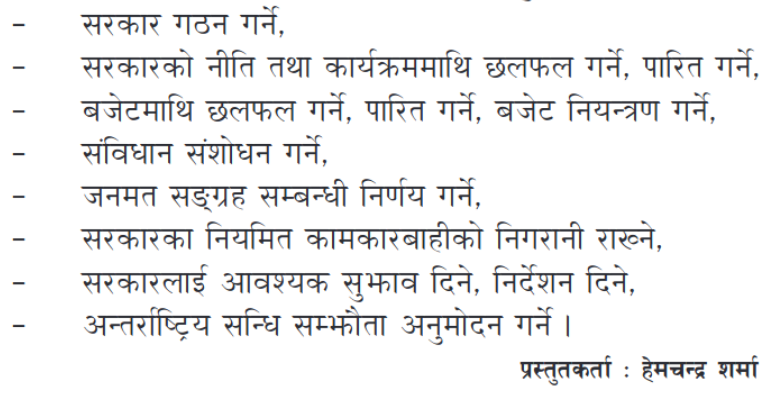 - सरकार गठन गर्ने,
- सरकारको नीति तथा कार्यक्रममाथि छलफल गर्ने, पारित गर्ने,
- बजेटमाथि छलफल गर्ने, पारित गर्ने, बजेट नियन्त्रण गर्ने,
- संविधान संशोधन गर्ने,
- जनमत सङ्ग्रह सम्बन्धी निर्णय गर्ने,
- सरकारका नियमित कामकारबाहीको निगरानी राख्ने,
- सरकारलाई आवश्यक सुझाव दिने, निर्देशन दिने,
- अन्तर्राष्ट्रिय सन्धि सम्झौता अनुमोदन गर्ने ।
प्रस्तुतकर्ता : हेमचन्द्र शर्मा